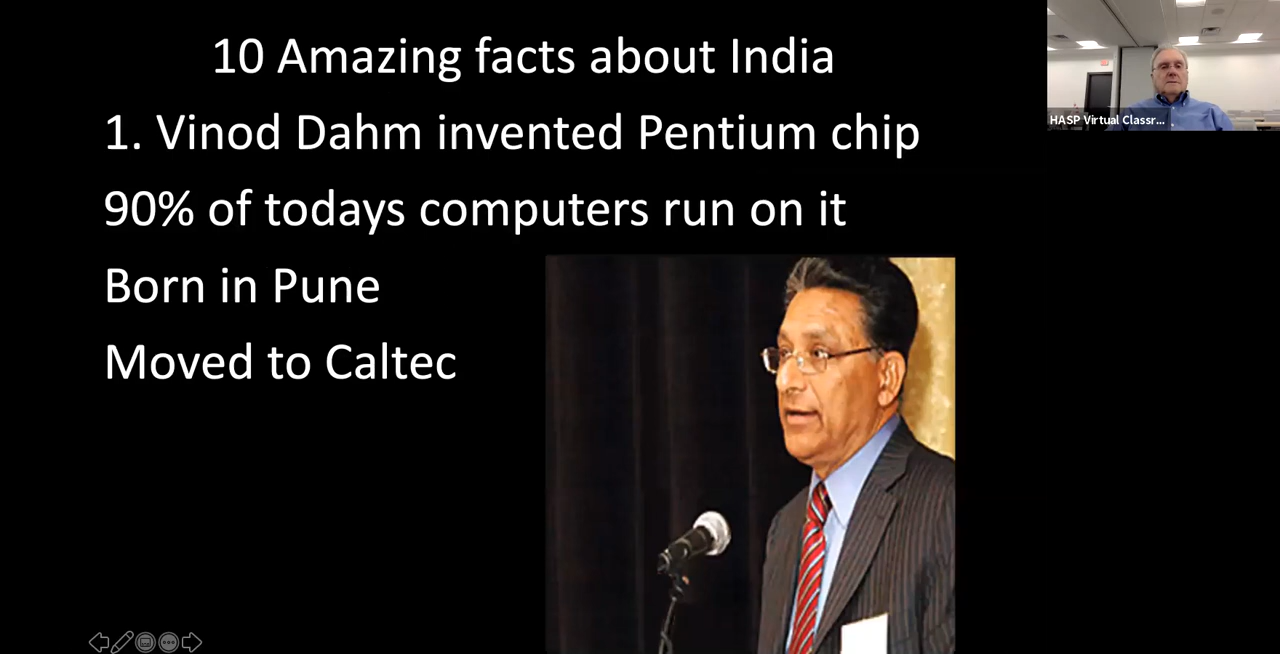 10 Amazing facts about India
1. Vinod Dahm invented Pentium chip
90% of todays computers run on it
Born in Pune
Moved to Caltec
HASP Virtual Classr...